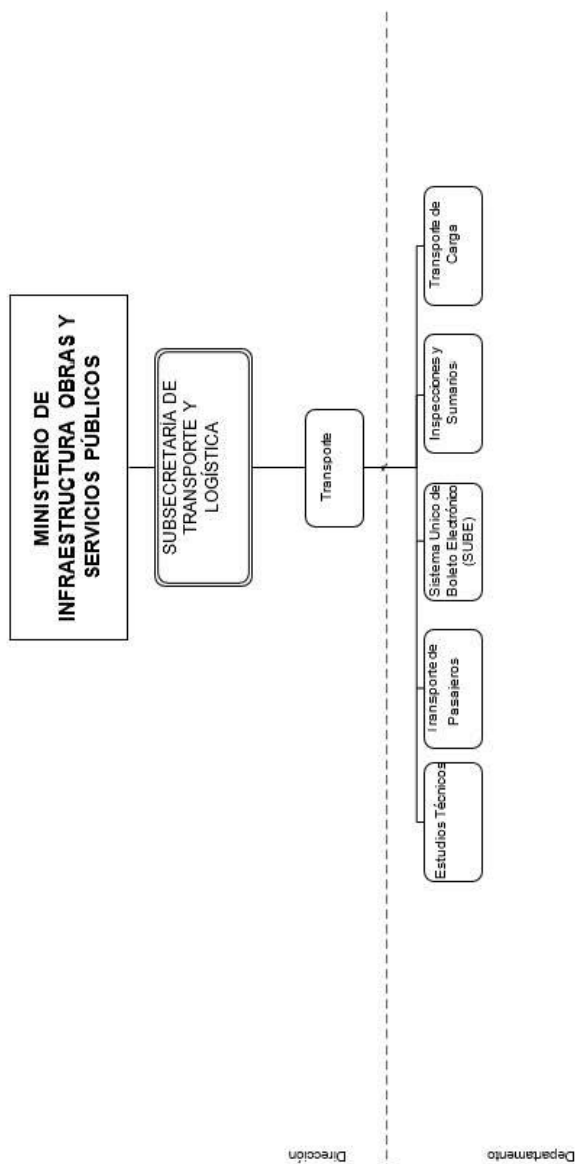 MINISTERIO DE
INFRAESTRUCTURA OBRAS Y
SERVICIOS PÚBLICOS
SUBSECRETARÍA DE
TRANSPORTE Y
LOGÍSTICA
Transporte
Dirección
Estudios Técnicos
Transporte de
Pasajeros
Sistema Unico de
Boleto Electrónico
(SUBE)
Inspecciones y
Sumarios
Transporte de
Carga
Departamento